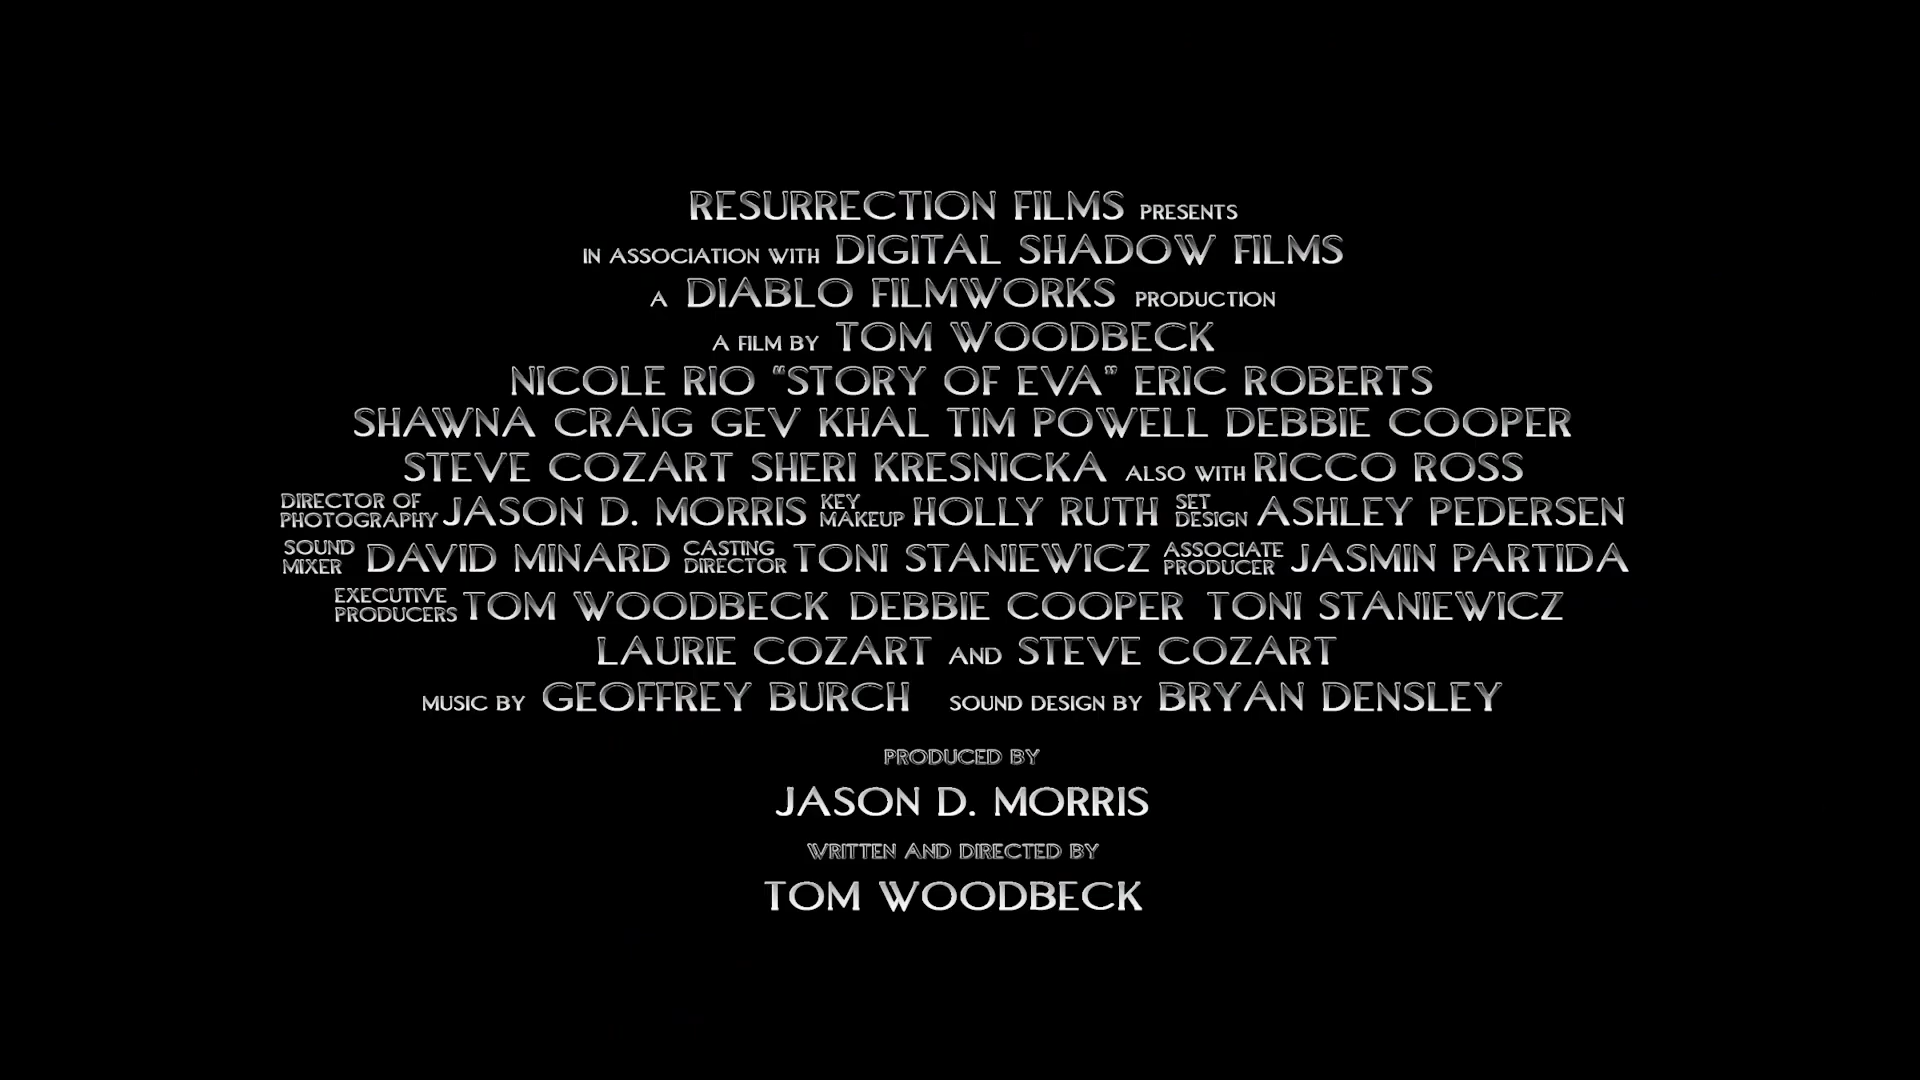 RESURRECTION FILMS PRESENTS
IN ASSOCIATION WITH DIGITAL SHADOW FILMS
A DIABLO FILMWORKS PRODUCTION
A FILM BY TOM WOODBECK
NICOLE RIO “STORY OF EVA” ERIC ROBERTS
SHAWNA CRAIG GEV KHAL TIM POWELL DEBBIE COOPER
STEVE COZART SHERI KRESNICKA ALSO WITH RICCO ROSS
DIRECTOR OF PHOTOGRAPHY JASON D. MORRIS KEY MAKEUP HOLLY RUTH SET DESIGN ASHLEY PEDERSEN
SOUND MIXER DAVID MINARD CASTING DIRECTOR TONI STANIEWICZ ASSOCIATE PRODUCER JASMIN PARTIDA
EXECUTIVE PRODUCERS TOM WOODBECK DEBBIE COOPER TONI STANIEWICZ
LAURIE COZART AND STEVE COZART
MUSIC BY GEOFFREY BURCH SOUND DESIGN BY BRYAN DENSLEY
PRODUCED BY
JASON D. MORRIS
WRITTEN AND DIRECTED BY
TOM WOODBECK